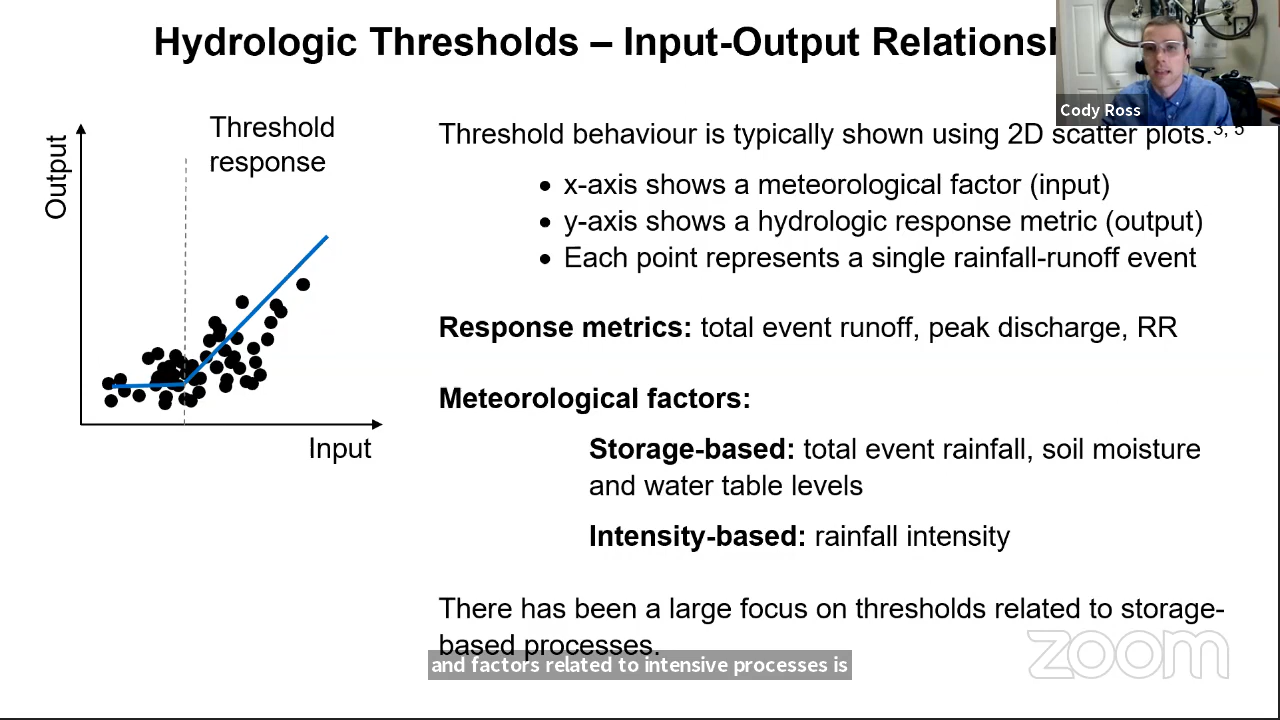 Hydrologic Thresholds – Input-Output Relations
Cody Ross
Threshold
response
Output
Input
Threshold behaviour is typically shown using 2D scatter plots.3, 5
• x-axis shows a meteorological factor (input)
• y-axis shows a hydrologic response metric (output)
• Each point represents a single rainfall-runoff event
Response metrics: total event runoff, peak discharge, RR
Meteorological factors:
Storage-based: total event rainfall, soil moisture
and water table levels
Intensity-based: rainfall intensity
There has been a large focus on thresholds related to storage-
based processes.
and factors related to intensive processes is
zoom